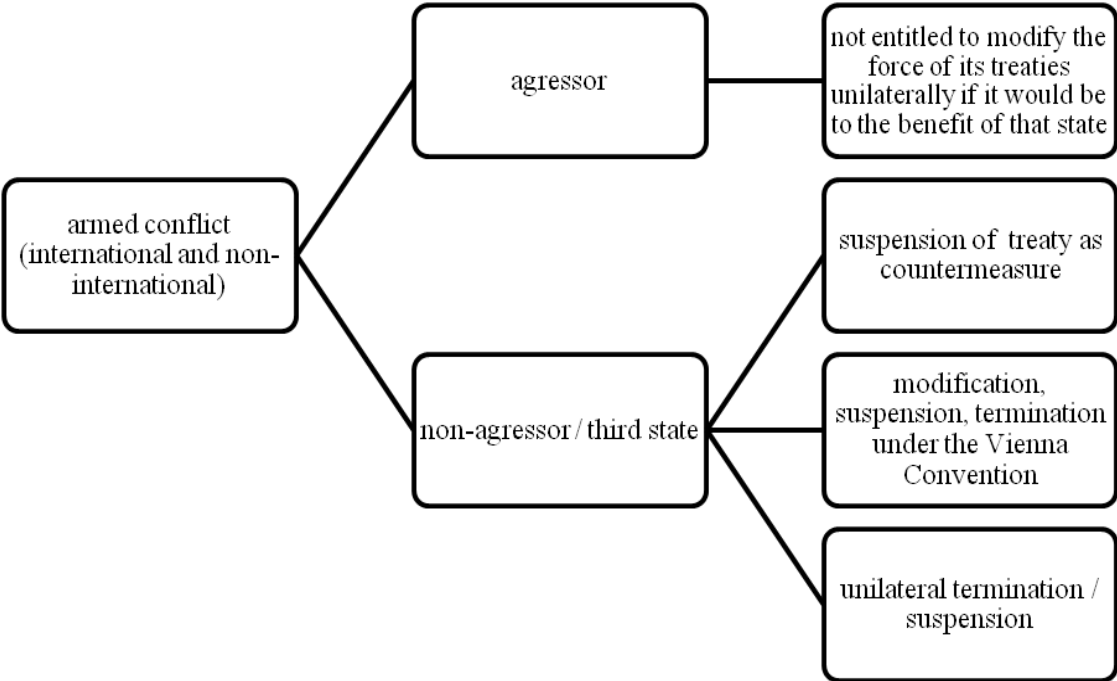 agressor
not entitled to modify the
force of its treaties
unilaterally if it would be
to the benefit of that state
armed conflict
(international and non-
international)
suspension of treaty as
countermeasure
non-agressor / third state
modification,
suspension, termination
under the Vienna
Convention
unilateral termination /
suspension